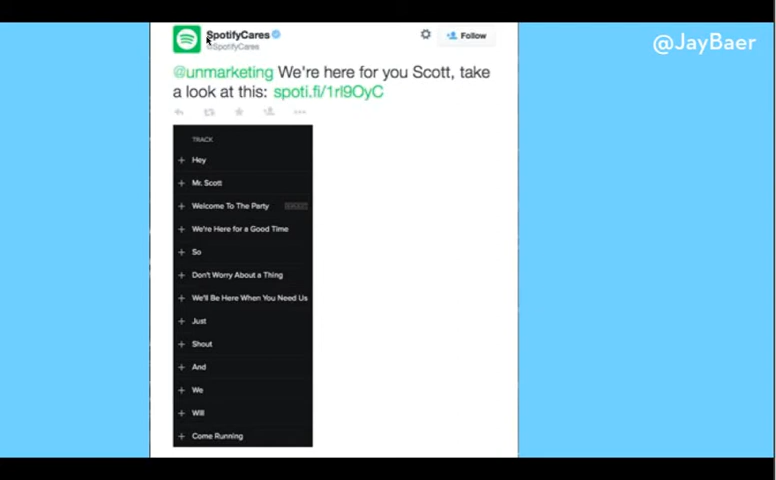 @JayBaer
SpotifyCares
@SpotifyCares
Follow
@unmarketing We're here for you Scott, take
a look at this: spoti.fi/1rl9OyC
TRACK
+ Hey
+ Mr. Scott
+ Welcome To The Party
+ We're Here for a Good Time
+ So
+ Don't Worry About a Thing
+ We'll Be Here When You Need Us
+ Just
+ Shout
+ And
+ We
+ Will
+ Come Running